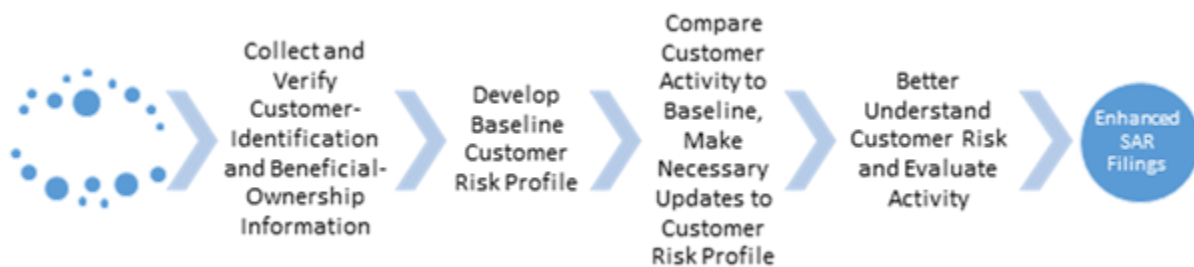 Collect and
Verify
Customer-
Identification
and Beneficial-
Ownership
Information
Develop
Baseline
Customer
Risk Profile
Compare
Customer
Activity to
Baseline,
Make
Necessary
Updates to
Customer
Risk Profile
Better
Understand
Customer Risk
and Evaluate
Activity
Enhanced
SAR
Filings